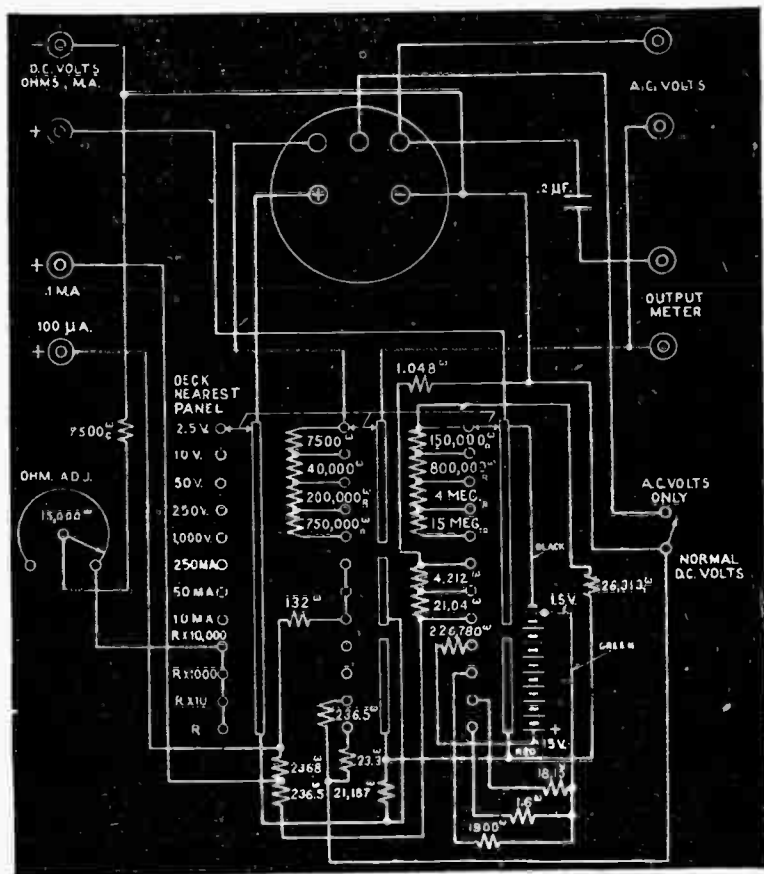 D.C. VOLTS
OHMS, M.A.
A.C. VOLTS
.2 µF.
.1 MA
100 µA.
OUTPUT
METER
DECK
NEAREST
PANEL
1.048 ω
7500 ω
2.5 V.
10 V.
50 V.
250 V.
1,000 V.
250 MA
50 MA
10 MA
R X 10,000
R X 1000
R X 10
R
OHM. ADJ.
15,000 ω
7500 ω
40,000 ω
200,000 ω
750,000 ω
150,000 ω
800,000 ω
4 MEG.
15 MEG.
A.C. VOLTS
ONLY
NORMAL
D.C. VOLTS
BLACK
4,212 ω
21,04 ω
226,780 ω
132 ω
1.5 V.
26,313 ω
GREEN
236.5 ω
+
15 V.
RED
2368 ω
236.5 ω
23.3 ω
21,187 ω
18.15 ω
1.6 ω
1900 ω